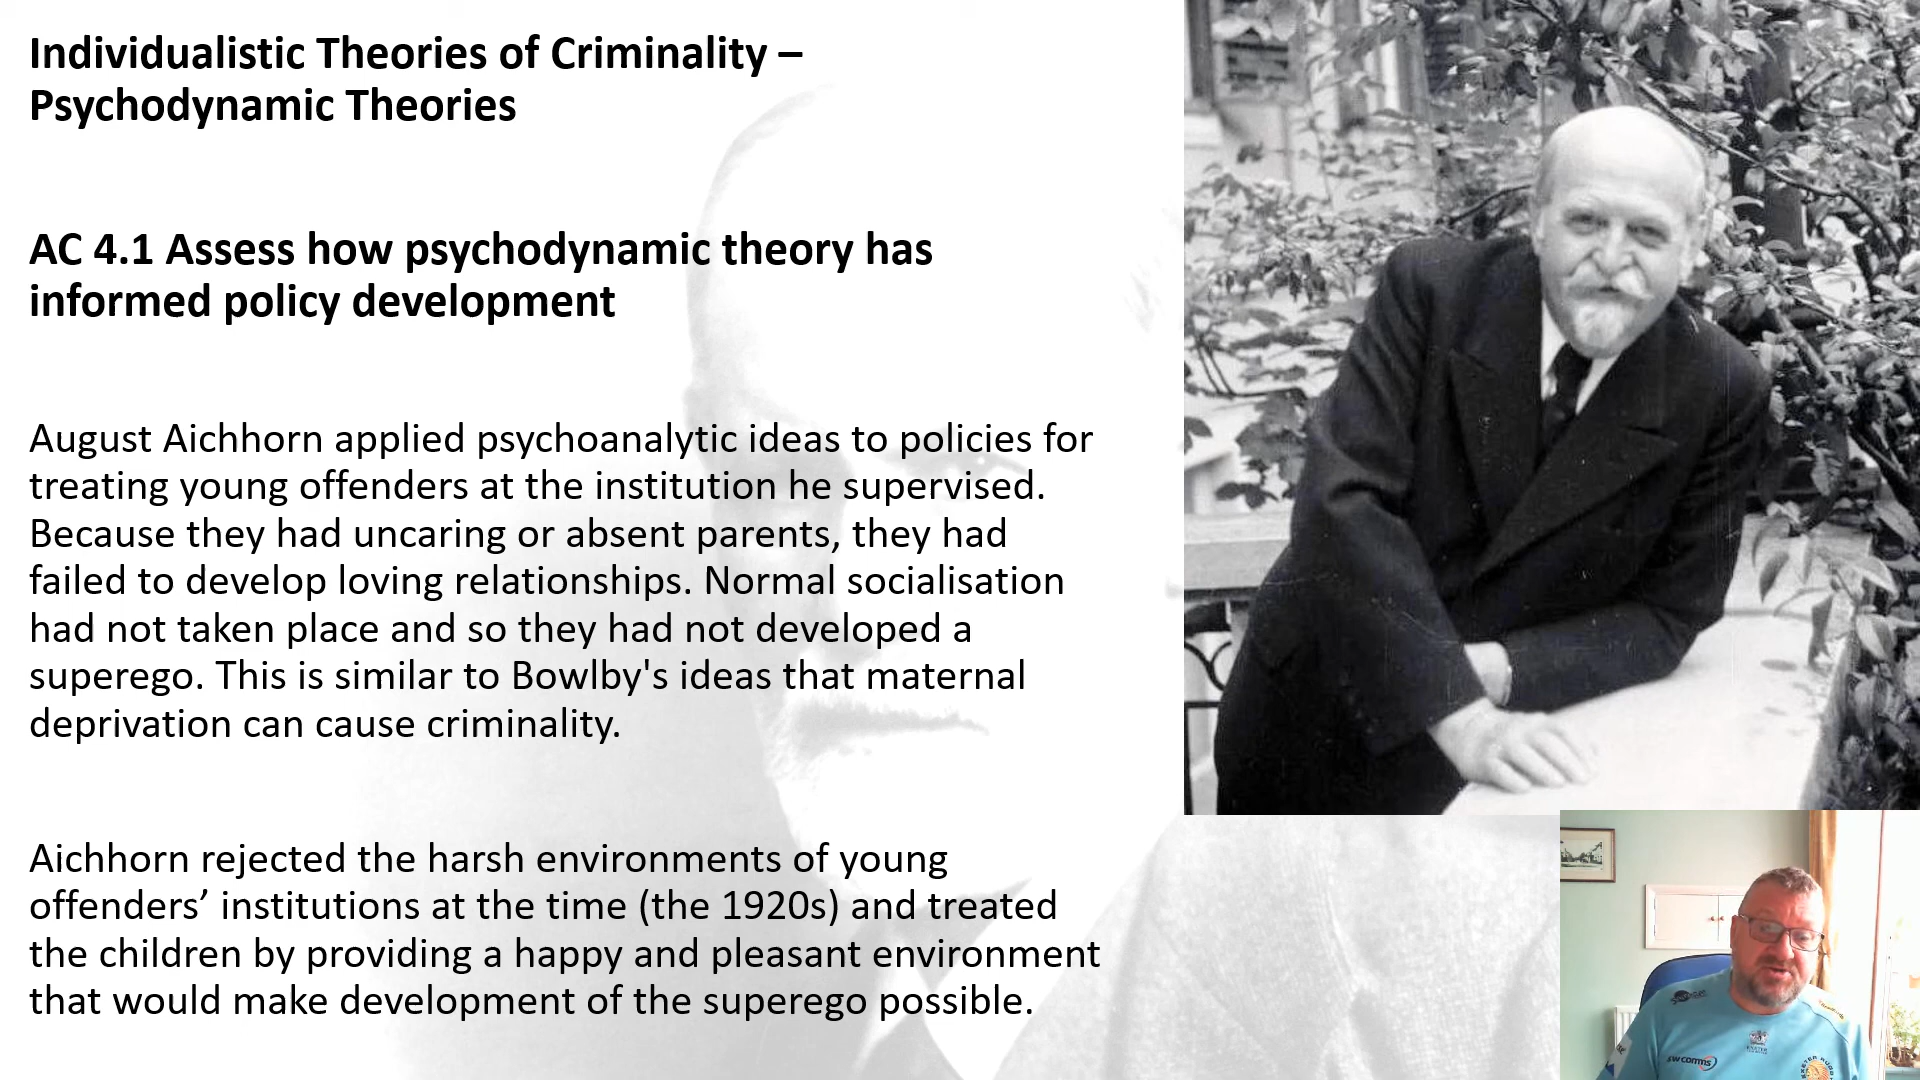 Individualistic Theories of Criminality –
Psychodynamic Theories
AC 4.1 Assess how psychodynamic theory has
informed policy development
August Aichhorn applied psychoanalytic ideas to policies for
treating young offenders at the institution he supervised.
Because they had uncaring or absent parents, they had
failed to develop loving relationships. Normal socialisation
had not taken place and so they had not developed a
superego. This is similar to Bowlby's ideas that maternal
deprivation can cause criminality.
Aichhorn rejected the harsh environments of young
offenders’ institutions at the time (the 1920s) and treated
the children by providing a happy and pleasant environment
that would make development of the superego possible.
sw comms